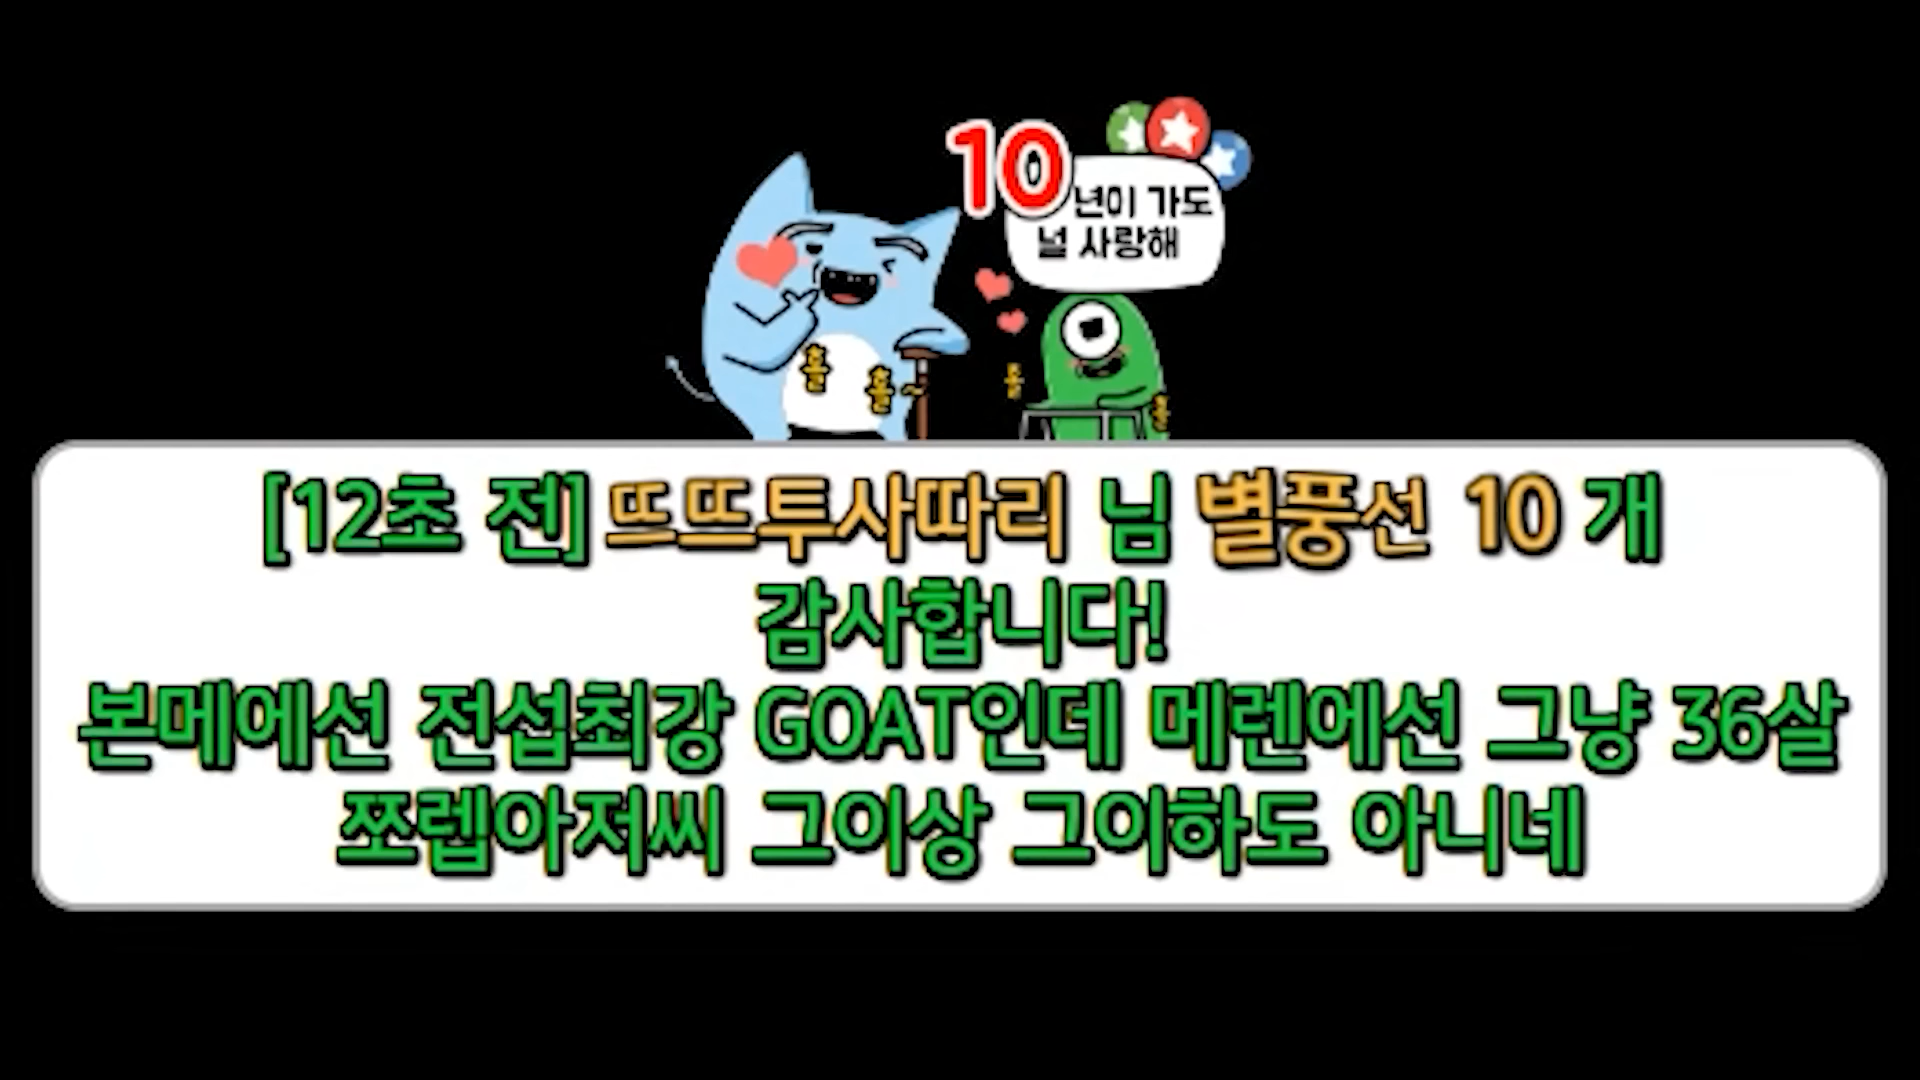 10년이 가도
널 사랑해
홀
홀~
홀
홀
[12초 전] 뜨뜨투사따리 님 별풍선 10 개
감사합니다!
본메에선 전섭최강 GOAT인데 메렌에선 그냥 36살
쪼렙아저씨 그이상 그이하도 아니네